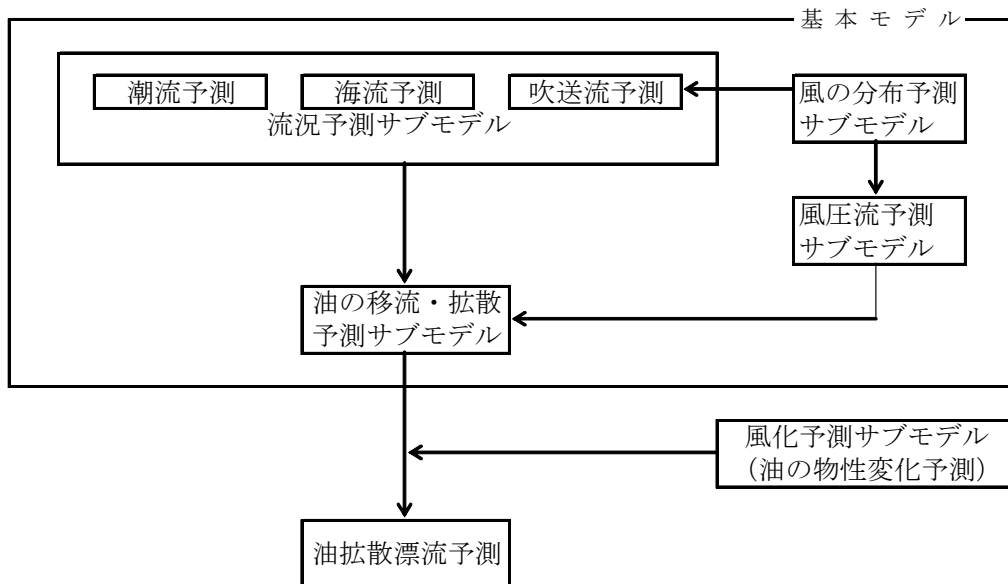 基本モデル
潮流予測
海流予測
吹送流予測
流況予測サブモデル
風の分布予測
サブモデル
風圧流予測
サブモデル
油の移流・拡散
予測サブモデル
風化予測サブモデル
（油の物性変化予測）
油拡散漂流予測